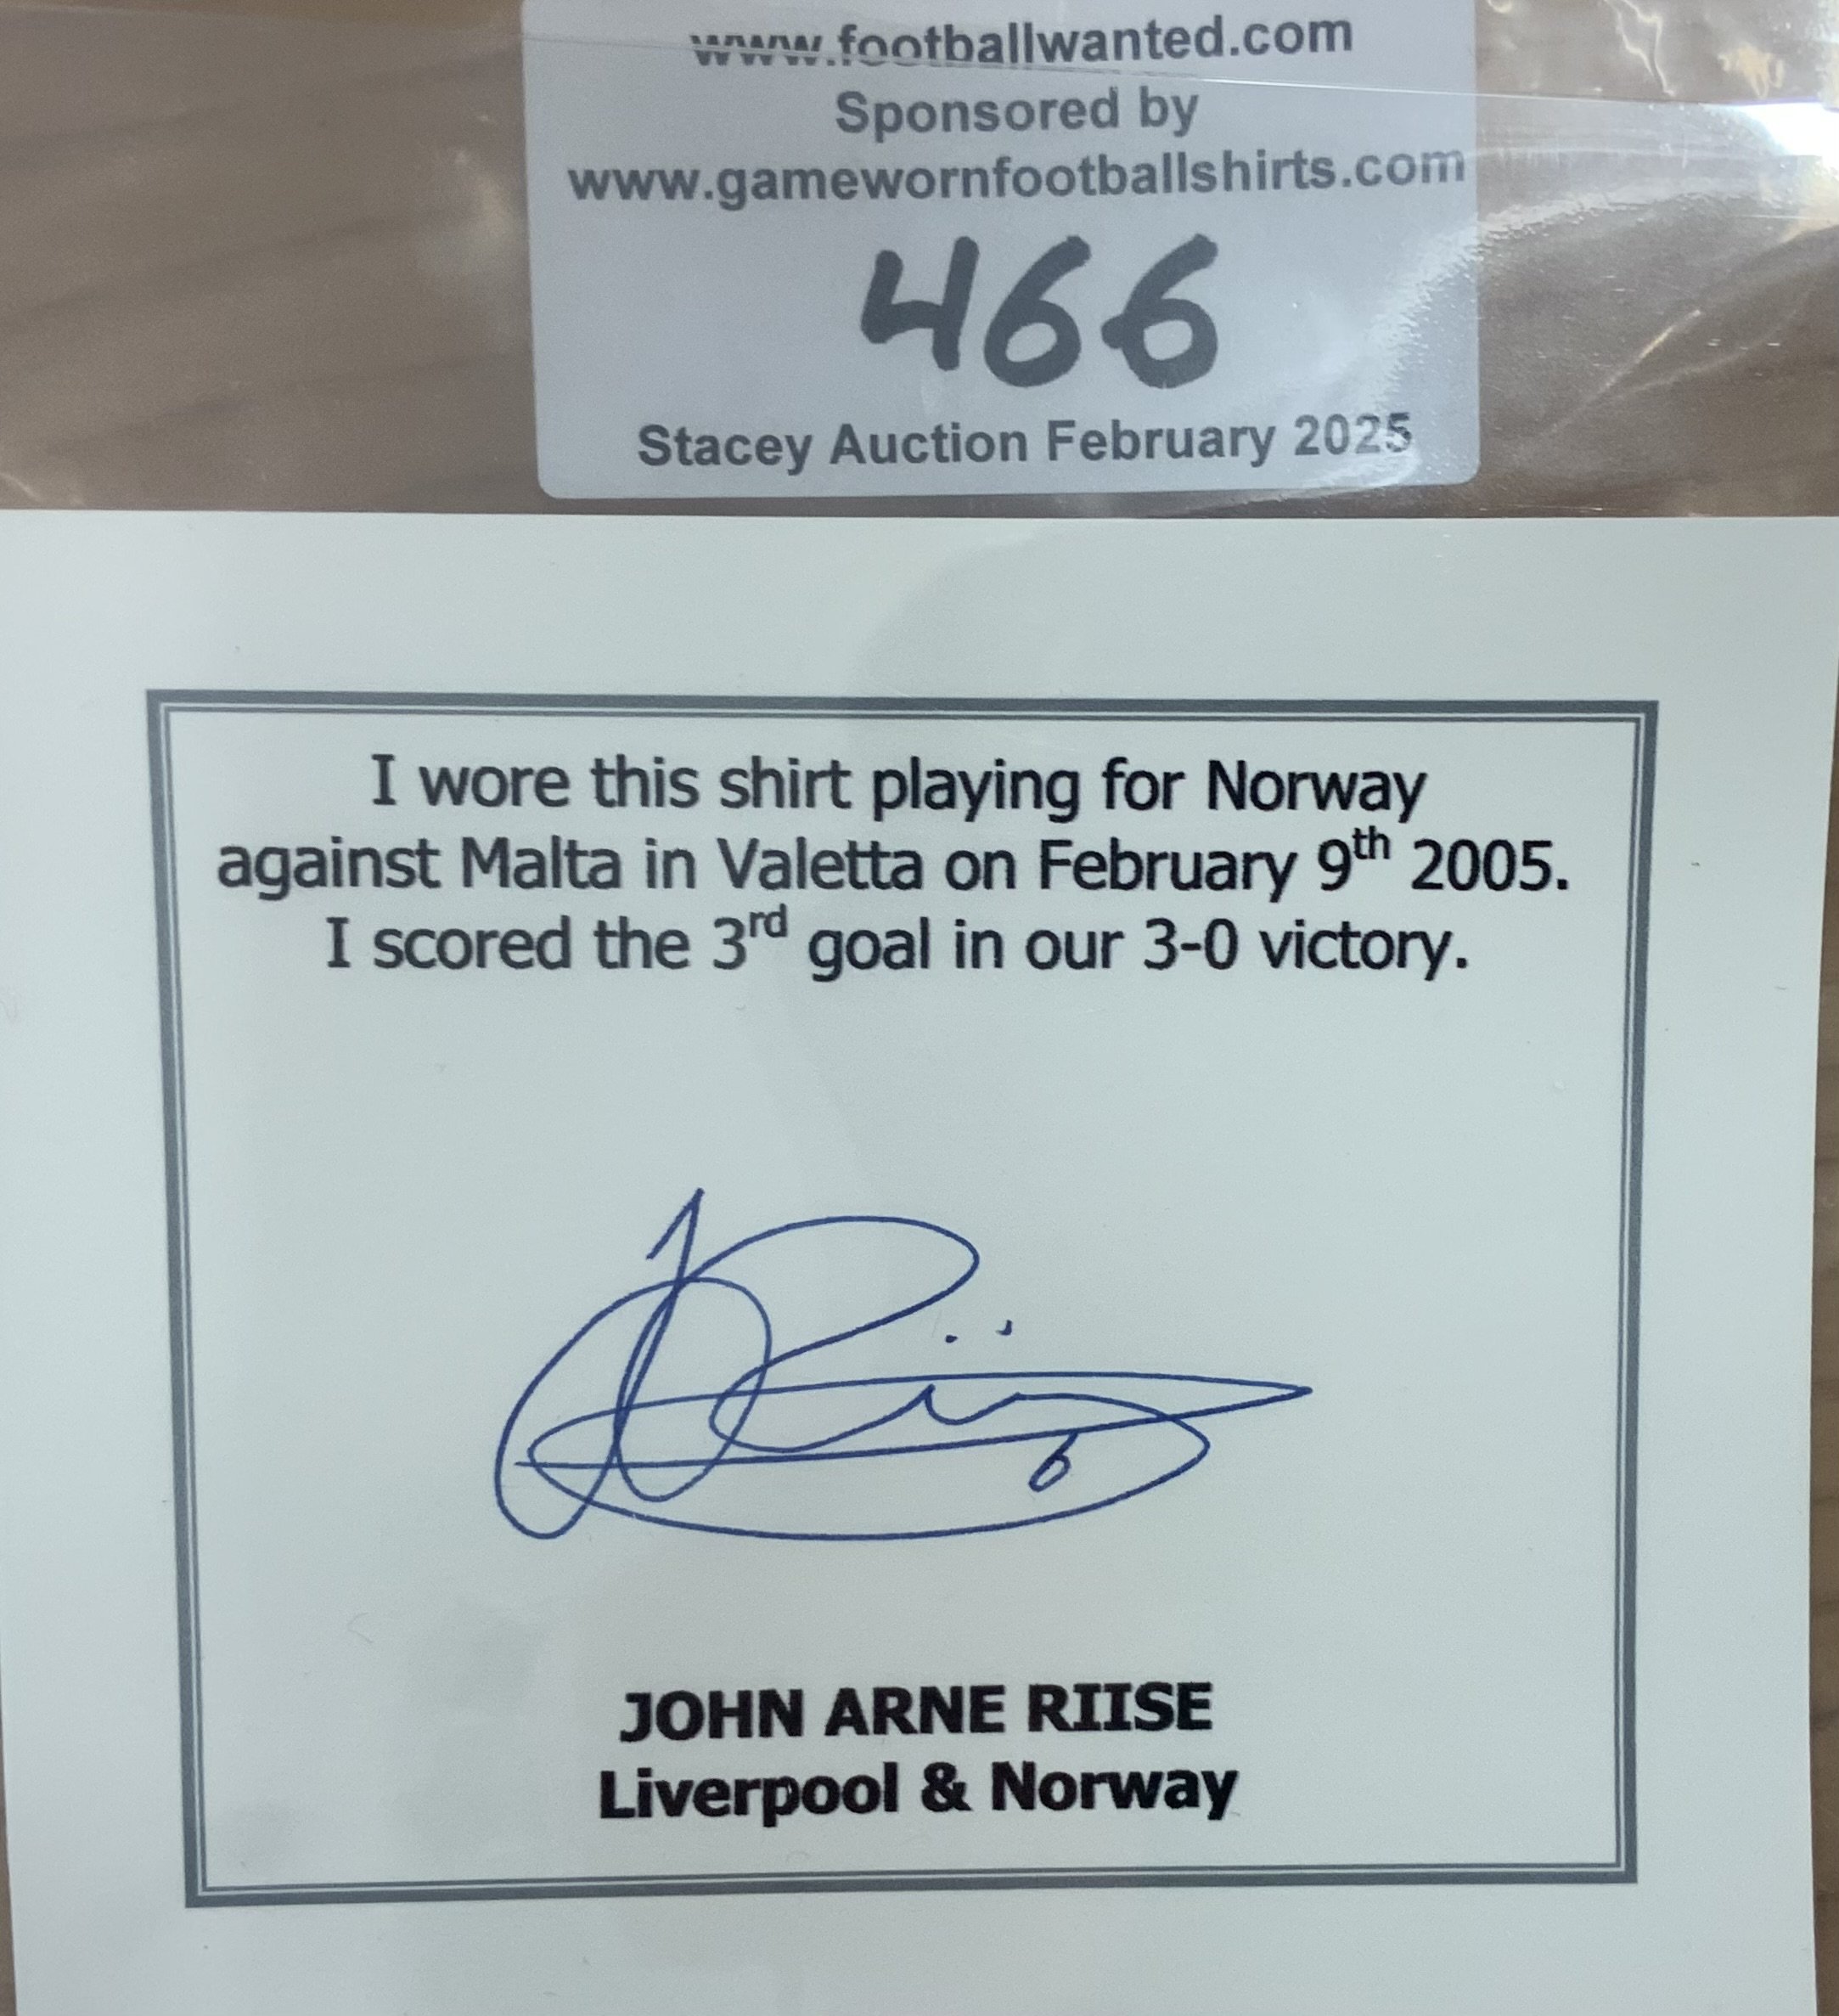 www.footballwanted.com
Sponsored by
www.gamewornfootballshirts.com
466
Stacey Auction February 2025
I wore this shirt playing for Norway
against Malta in Valetta on February 9th 2005.
I scored the 3rd goal in our 3-0 victory.
JOHN ARNE RIISE
Liverpool & Norway